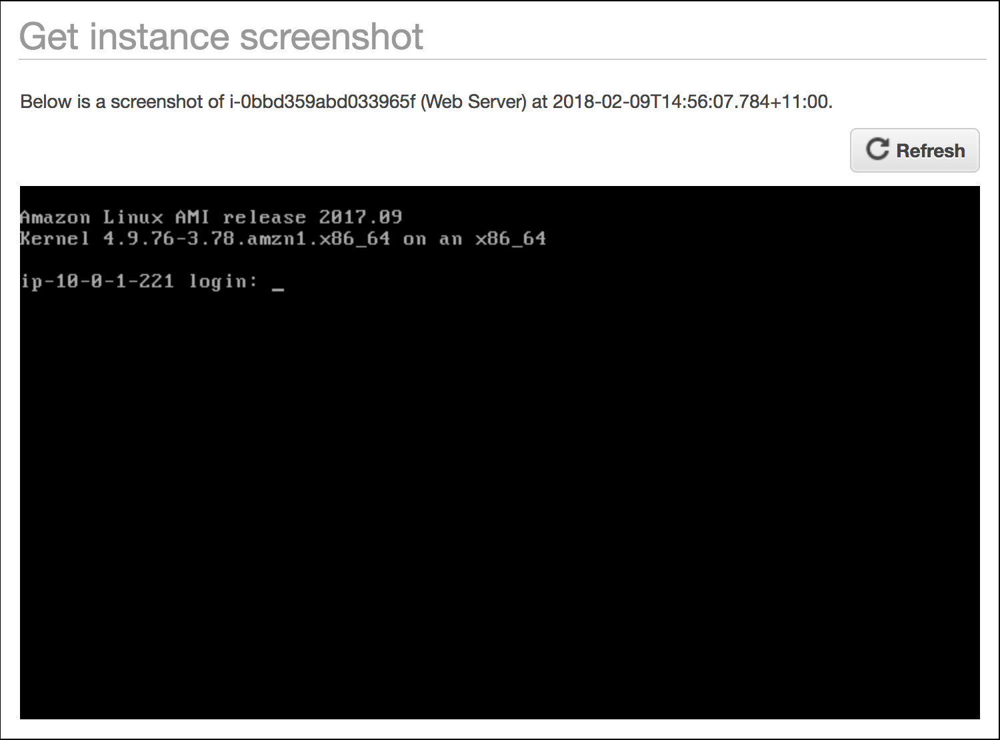 Get instance screenshot
Below is a screenshot of i-0bbd359abd033965f (Web Server) at 2018-02-09T14:56:07.784+11:00.
Refresh
Amazon Linux AMI release 2017.09
Kernel 4.9.76-3.78.amzn1.x86_64 on an x86_64
ip-10-0-1-221 login: _